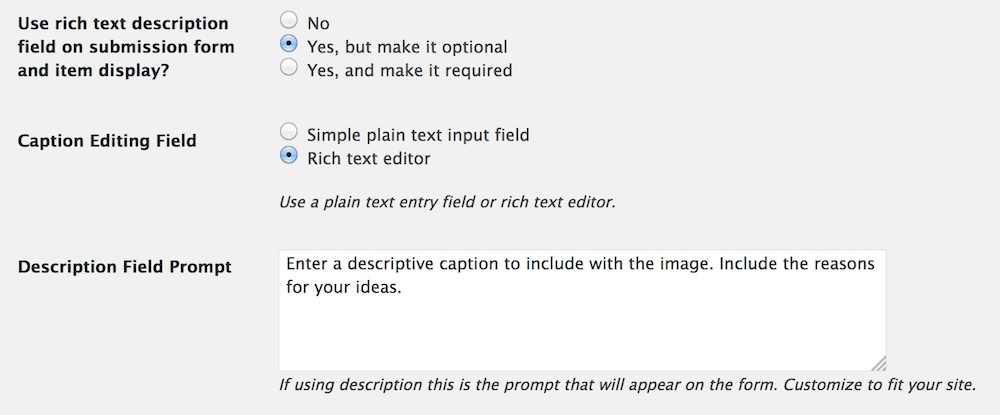 Use rich text description
field on submission form
and item display?
No
Yes, but make it optional
Yes, and make it required
Caption Editing Field
Simple plain text input field
Rich text editor
Use a plain text entry field or rich text editor.
Description Field Prompt
Enter a descriptive caption to include with the image. Include the reasons
for your ideas.
If using description this is the prompt that will appear on the form. Customize to fit your site.